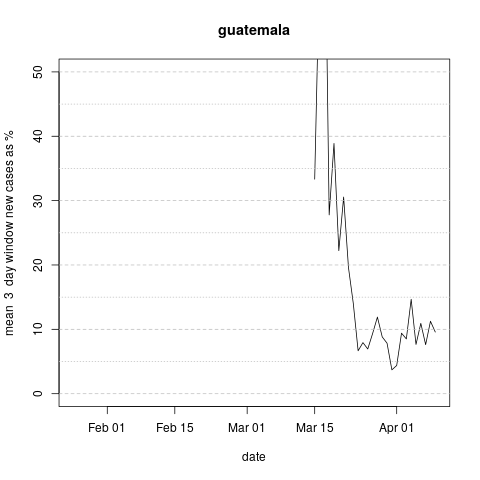 guatemala
mean  3  day window new cases as %
50
40
30
20
10
0
Feb 01
Feb 15
Mar 01
Mar 15
Apr 01
date